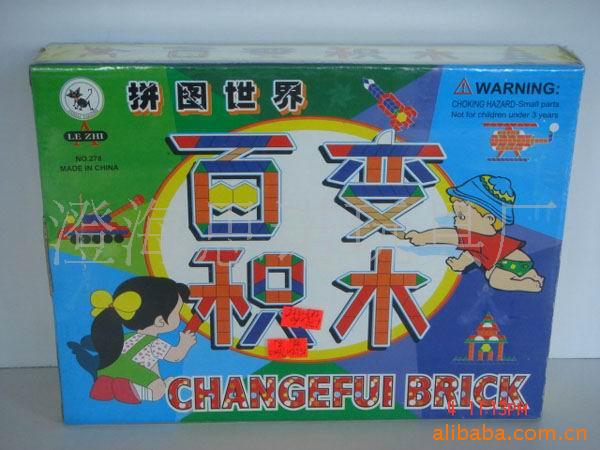 拼图世界
LE ZHI
NO.278
MADE IN CHINA
WARNING:
CHOKING HAZARD-Small parts
Not for children under 3 years
百变
积木
CHANGEFUI BRICK
alibaba.com.cn